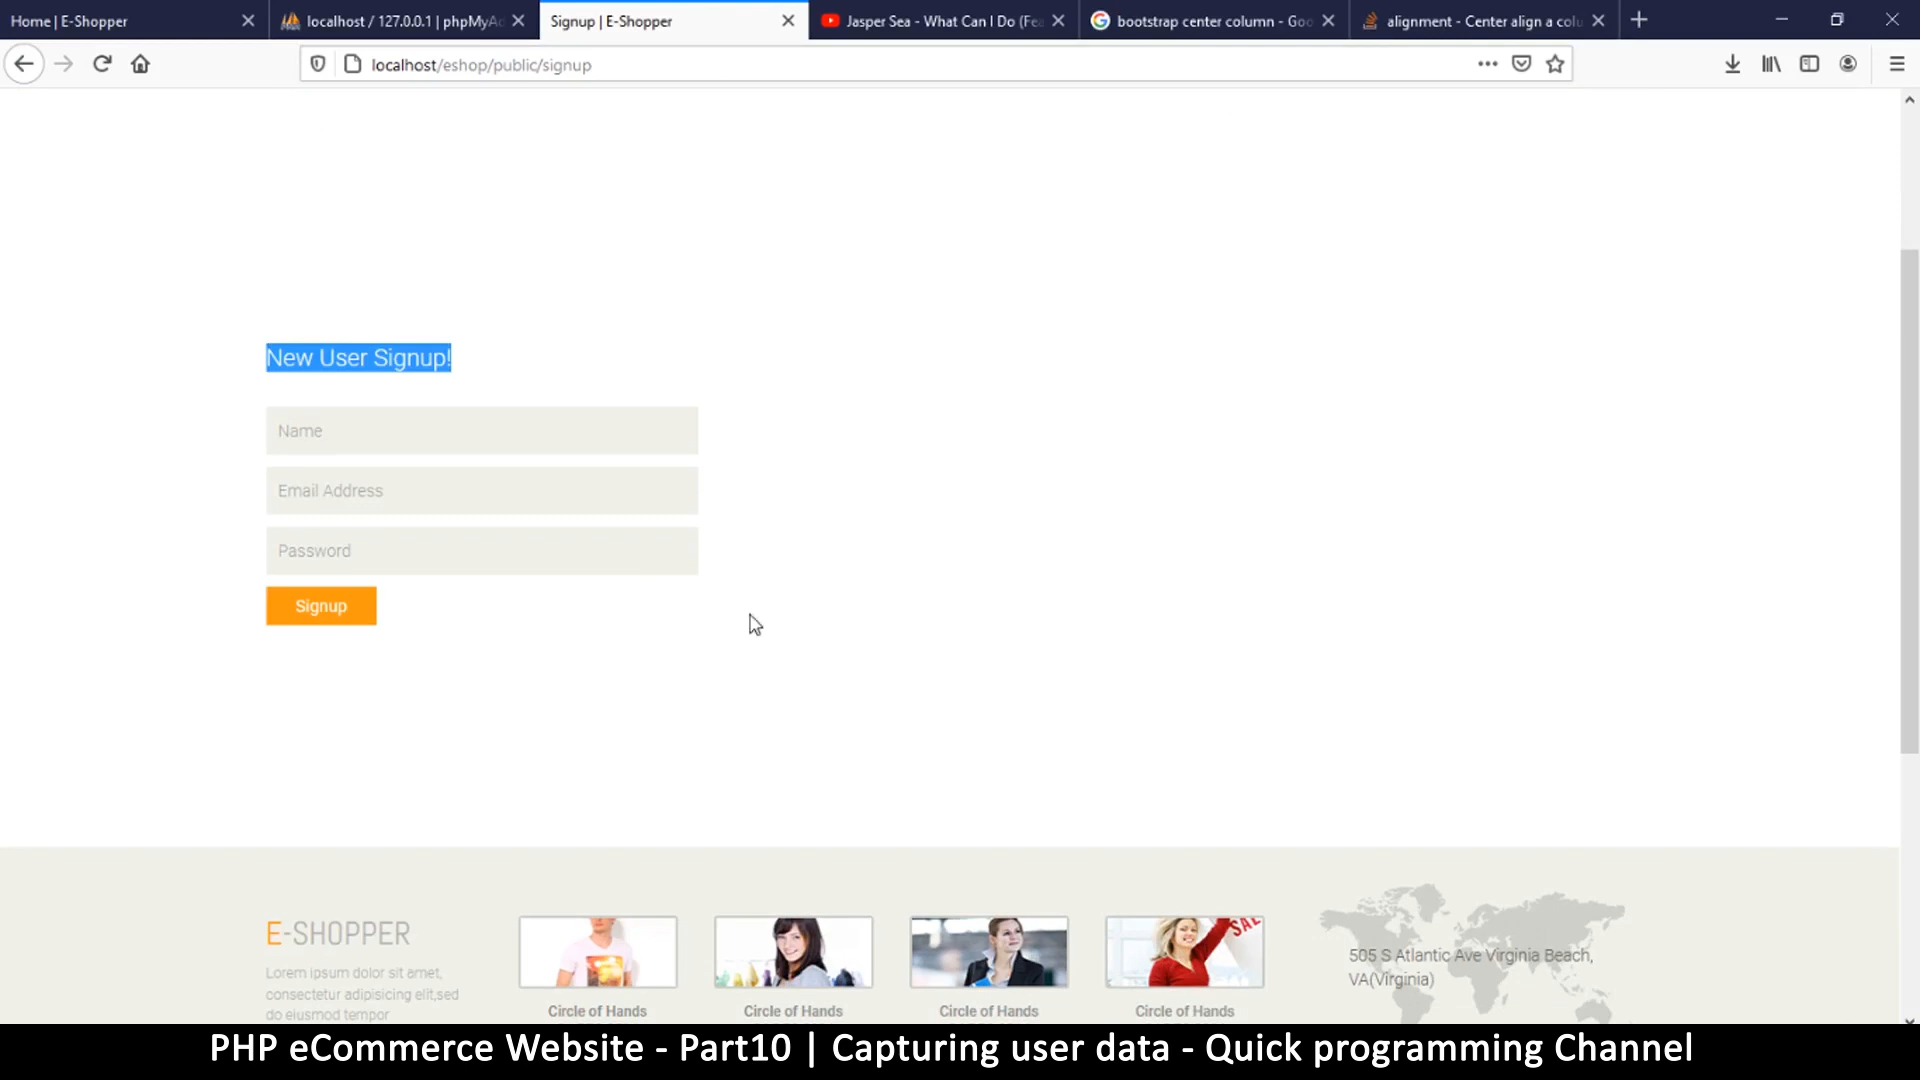 Home | E-Shopper
localhost / 127.0.0.1 | phpMyAd
Signup | E-Shopper
Jasper Sea - What Can I Do (Fea
bootstrap center column - Goo
alignment - Center align a colu
localhost/eshop/public/signup
New User Signup!
Name
Email Address
Password
Signup
E-SHOPPER
Lorem ipsum dolor sit amet,
consectetur adipisicing elit,sed
do eiusmod tempor
Circle of Hands
Circle of Hands
Circle of Hands
SALE
Circle of Hands
505 S Atlantic Ave Virginia Beach,
VA(Virginia)
PHP eCommerce Website - Part10 | Capturing user data - Quick programming Channel